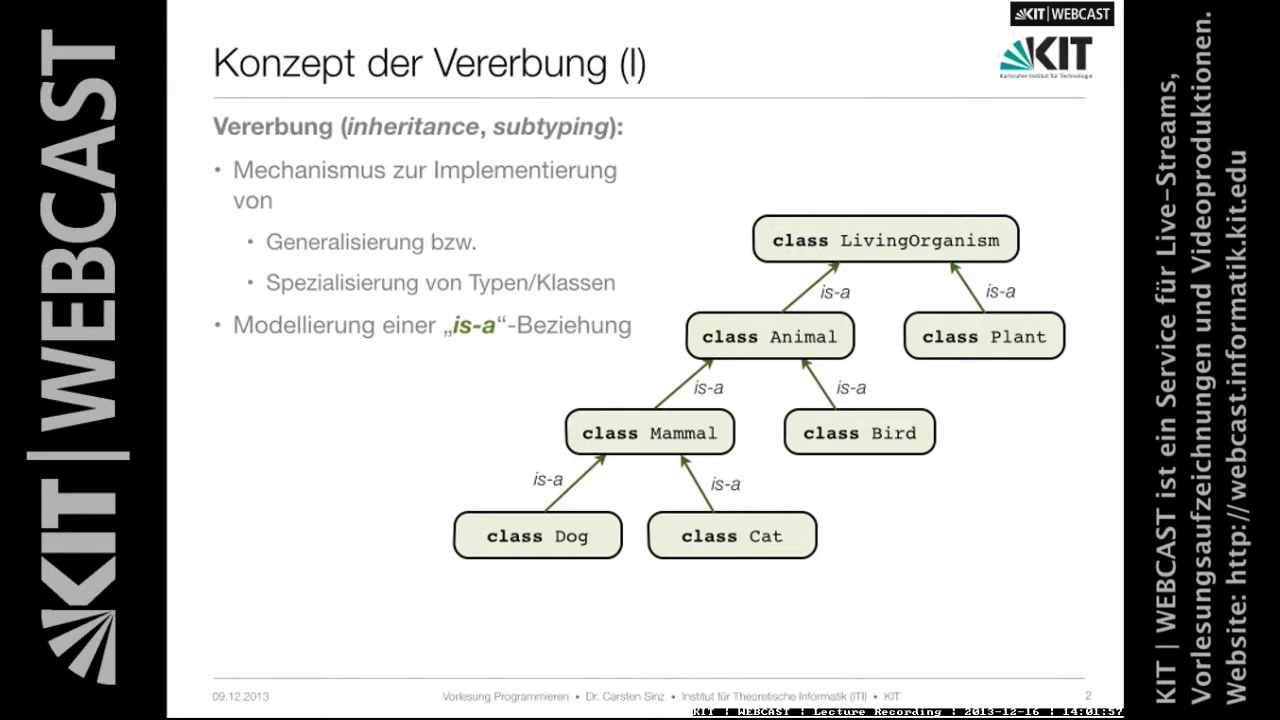 KIT | WEBCAST
KIT | WEBCAST
KIT
Karlsruher Institut für Technologie
Konzept der Vererbung (I)
Vererbung (inheritance, subtyping):
• Mechanismus zur Implementierung
von
• Generalisierung bzw.
• Spezialisierung von Typen/Klassen
• Modellierung einer „is-a“-Beziehung
class LivingOrganism
is-a
is-a
class Animal
class Plant
is-a
is-a
class Mammal
class Bird
is-a
is-a
class Dog
class Cat
09.12.2013
Vorlesung Programmieren • Dr. Carsten Sinz • Institut für Theoretische Informatik (ITI) • KIT
2
KIT | WEBCAST ist ein Service für Live-Streams,
Vorlesungsaufzeichnungen und Videoproduktionen.
Website: http://webcast.informatik.kit.edu
KIT : WEBCAST : Lecture Recording : 2013-12-16 : 14:01:57